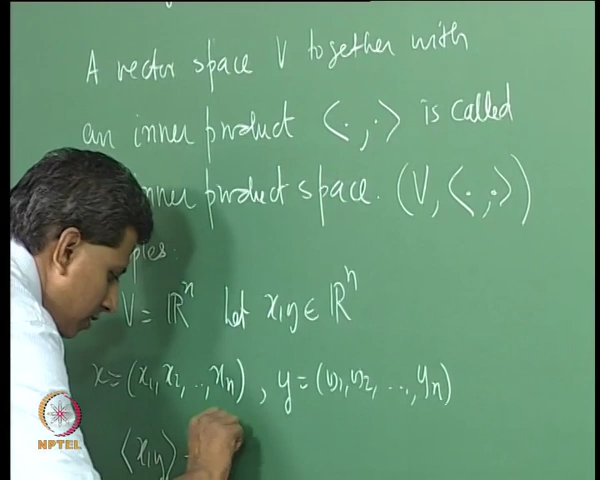 A vector space V together with
an inner product ⟨·,·⟩ is called
inner product space. (V, ⟨·,·⟩)
V = ℝⁿ Let x,y ∈ ℝⁿ
x = (x₁, x₂, .., xₙ), y = (y₁, y₂, ..., yₙ)
⟨x,y⟩
NPTEL